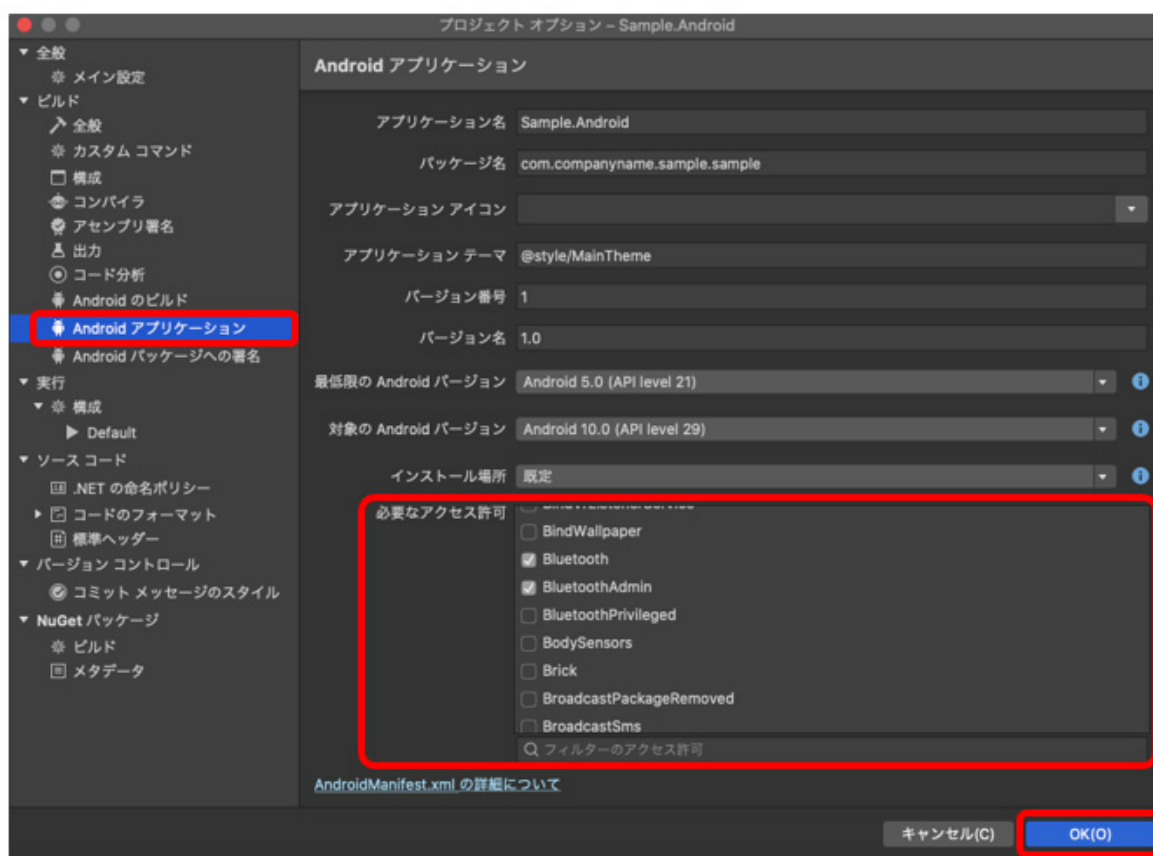 プロジェクト オプション – Sample.Android
全般
メイン設定
ビルド
全般
カスタム コマンド
構成
コンパイラ
アセンブリ署名
出力
コード分析
Android のビルド
Android アプリケーション
Android パッケージへの署名
実行
構成
Default
ソース コード
.NET の命名ポリシー
コードのフォーマット
標準ヘッダー
バージョン コントロール
コミット メッセージのスタイル
NuGet パッケージ
ビルド
メタデータ
Android アプリケーション
アプリケーション名 Sample.Android
パッケージ名 com.companyname.sample.sample
アプリケーション アイコン
アプリケーション テーマ @style/MainTheme
バージョン番号 1
バージョン名 1.0
最低限の Android バージョン Android 5.0 (API level 21)
対象の Android バージョン Android 10.0 (API level 29)
インストール場所 既定
必要なアクセス許可
BindWallpaper
Bluetooth
BluetoothAdmin
BluetoothPrivileged
BodySensors
Brick
BroadcastPackageRemoved
BroadcastSms
フィルターのアクセス許可
AndroidManifest.xml の詳細について
キャンセル(C) OK(O)